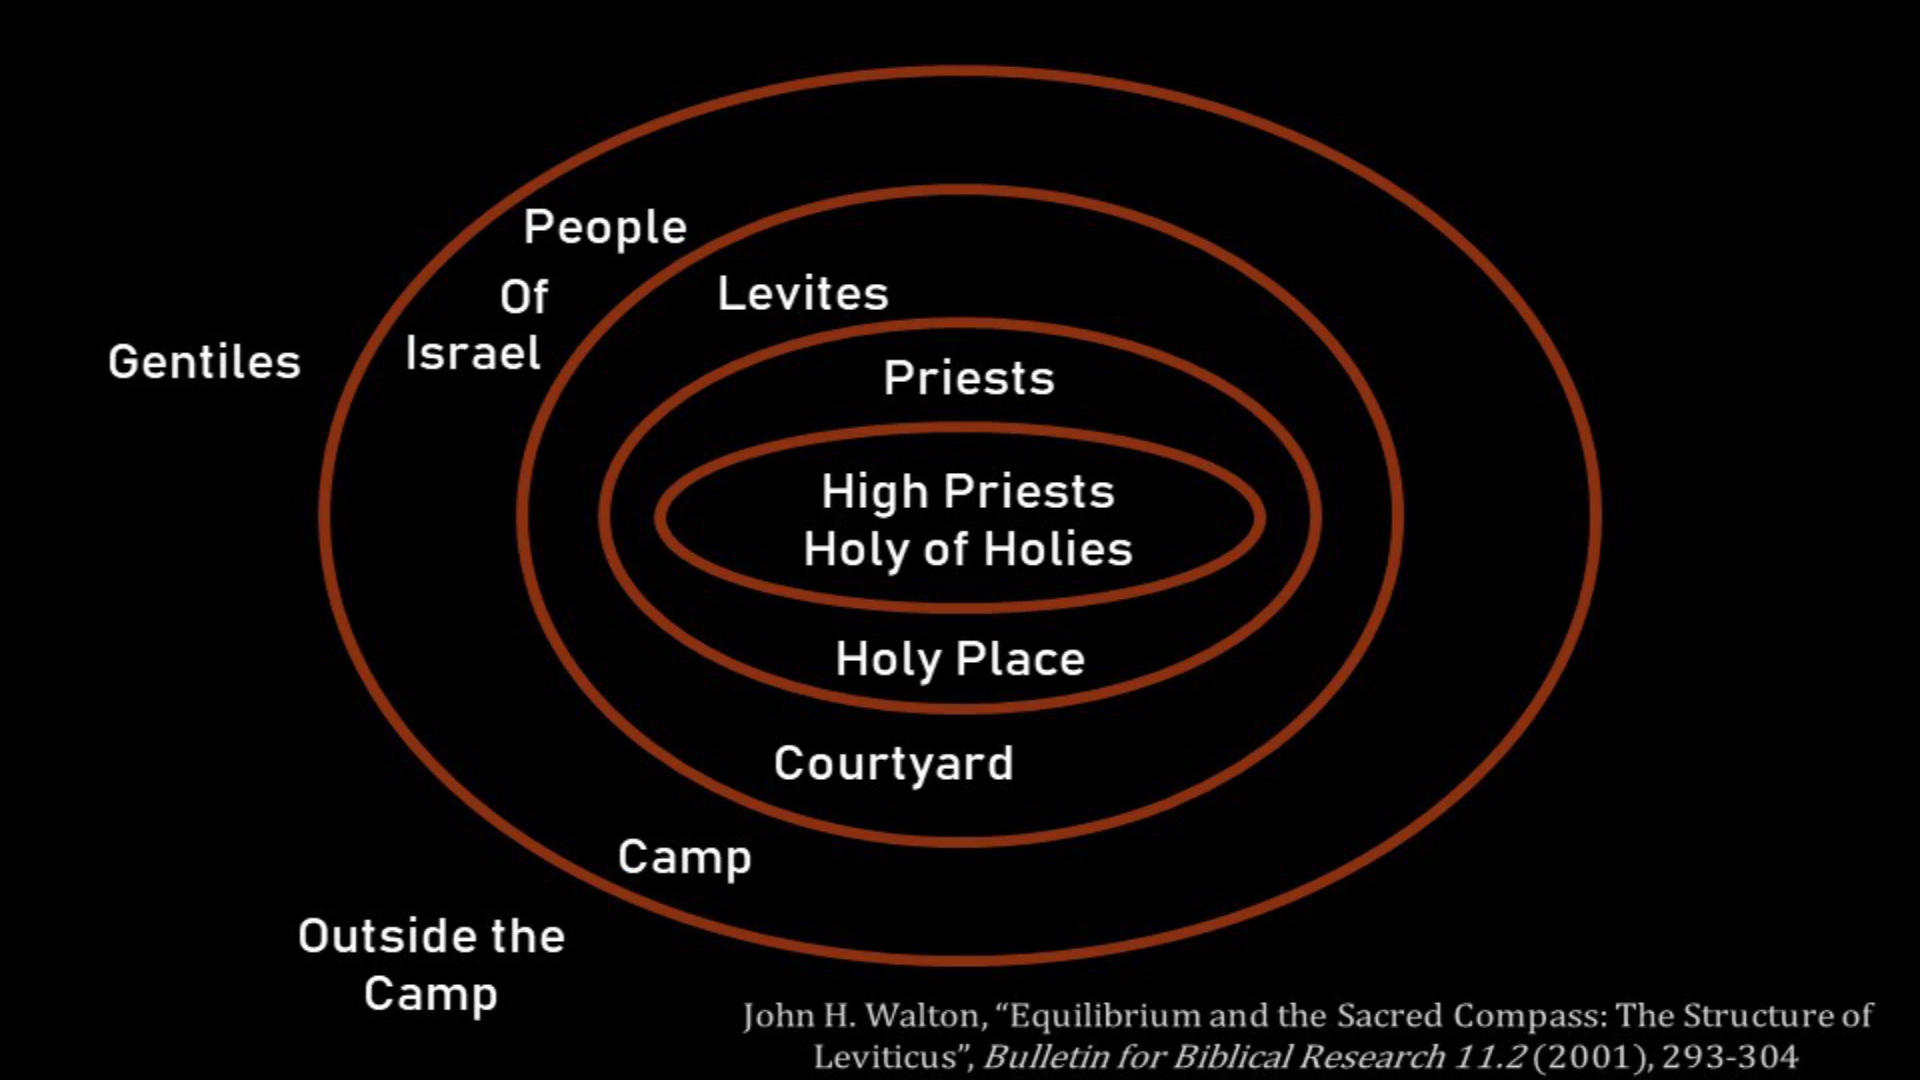 People
Of
Israel
Gentiles
Levites
Priests
High Priests
Holy of Holies
Holy Place
Courtyard
Camp
Outside the
Camp
John H. Walton, “Equilibrium and the Sacred Compass: The Structure of
Leviticus”, Bulletin for Biblical Research 11.2 (2001), 293-304